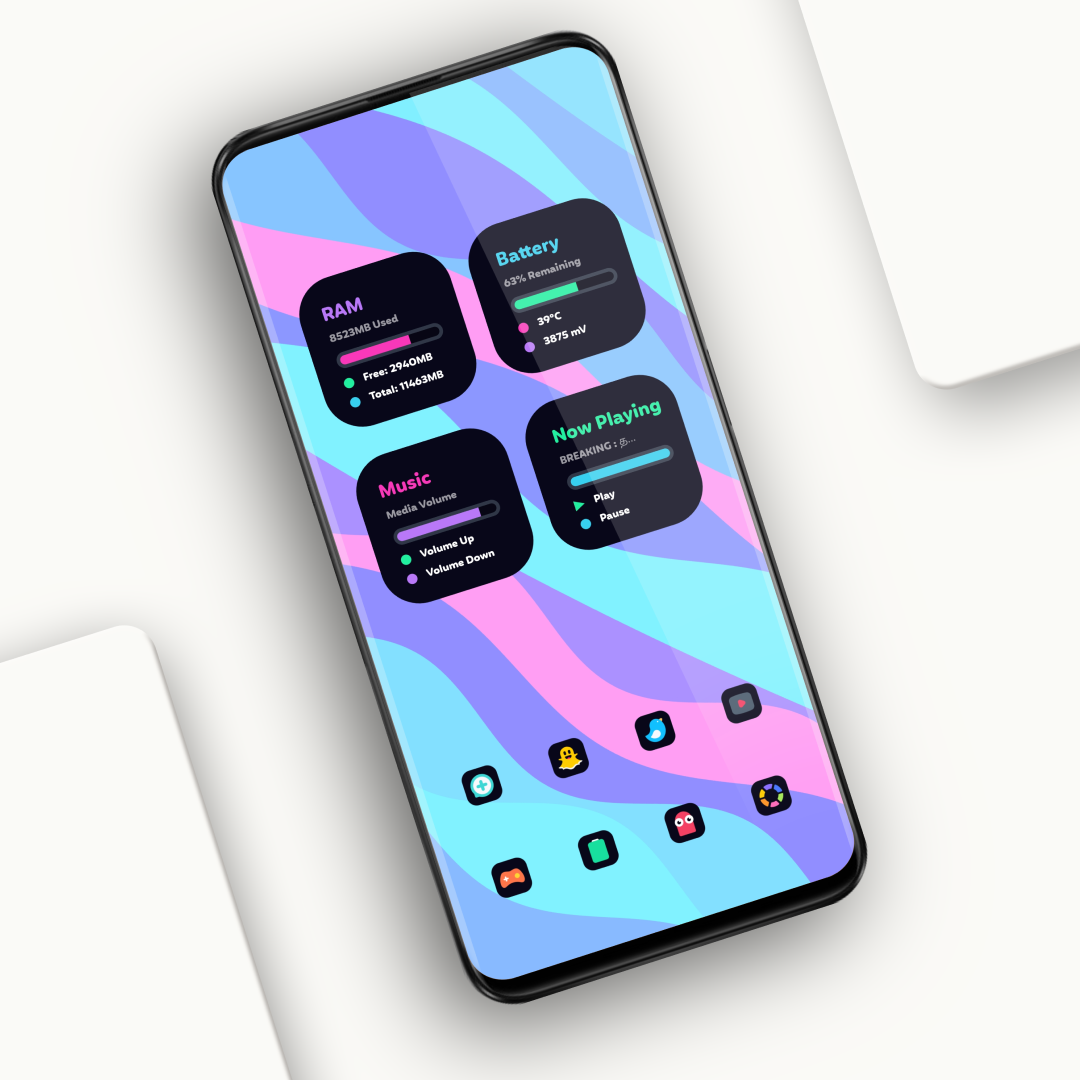 RAM
8523MB Used
Free: 2940MB
Total: 11463MB
Battery
63% Remaining
39°C
3875 mV
Music
Media Volume
Volume Up
Volume Down
Now Playing
BREAKING : த...
Play
Pause